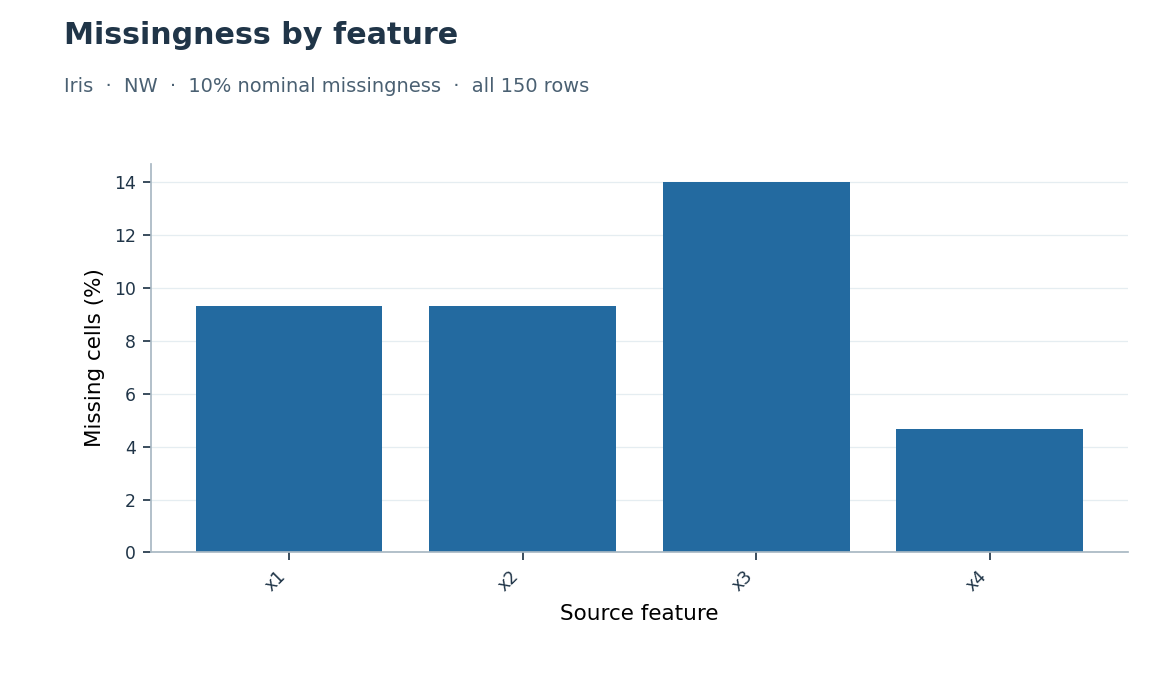 Missingness by feature
Iris · NW · 10% nominal missingness · all 150 rows
Missing cells (%)
14
12
10
8
6
4
2
0
x1 x2 x3 x4
Source feature